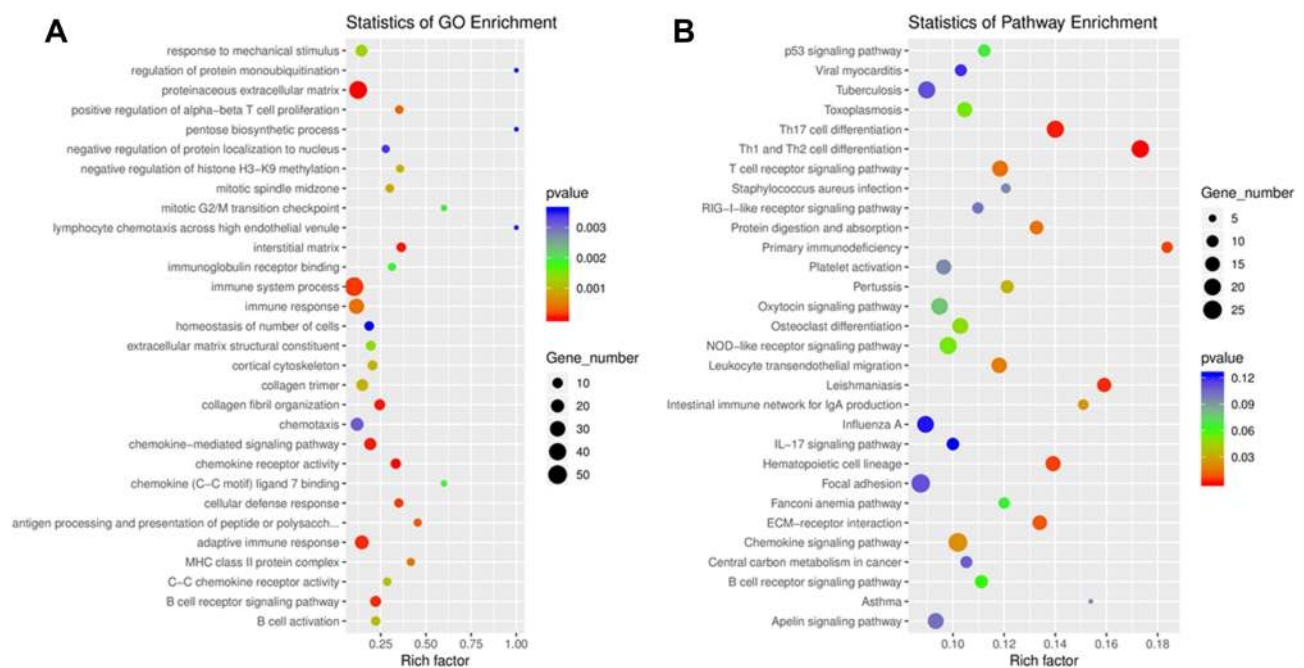 A
Statistics of GO Enrichment
response to mechanical stimulus
regulation of protein monoubiquitination
proteinaceous extracellular matrix
positive regulation of alpha−beta T cell proliferation
pentose biosynthetic process
negative regulation of protein localization to nucleus
negative regulation of histone H3−K9 methylation
mitotic spindle midzone
mitotic G2/M transition checkpoint
lymphocyte chemotaxis across high endothelial venule
interstitial matrix
immunoglobulin receptor binding
immune system process
immune response
homeostasis of number of cells
extracellular matrix structural constituent
cortical cytoskeleton
collagen trimer
collagen fibril organization
chemotaxis
chemokine−mediated signaling pathway
chemokine receptor activity
chemokine (C−C motif) ligand 7 binding
cellular defense response
antigen processing and presentation of peptide or polysacch...
adaptive immune response
MHC class II protein complex
C−C chemokine receptor activity
B cell receptor signaling pathway
B cell activation
0.25 0.50 0.75 1.00
Rich factor
pvalue
0.003
0.002
0.001
Gene_number
10
20
30
40
50
B
Statistics of Pathway Enrichment
p53 signaling pathway
Viral myocarditis
Tuberculosis
Toxoplasmosis
Th17 cell differentiation
Th1 and Th2 cell differentiation
T cell receptor signaling pathway
Staphylococcus aureus infection
RIG−I−like receptor signaling pathway
Protein digestion and absorption
Primary immunodeficiency
Platelet activation
Pertussis
Oxytocin signaling pathway
Osteoclast differentiation
NOD−like receptor signaling pathway
Leukocyte transendothelial migration
Leishmaniasis
Intestinal immune network for IgA production
Influenza A
IL−17 signaling pathway
Hematopoietic cell lineage
Focal adhesion
Fanconi anemia pathway
ECM−receptor interaction
Chemokine signaling pathway
Central carbon metabolism in cancer
B cell receptor signaling pathway
Asthma
Apelin signaling pathway
0.10 0.12 0.14 0.16 0.18
Rich factor
Gene_number
5
10
15
20
25
pvalue
0.12
0.09
0.06
0.03